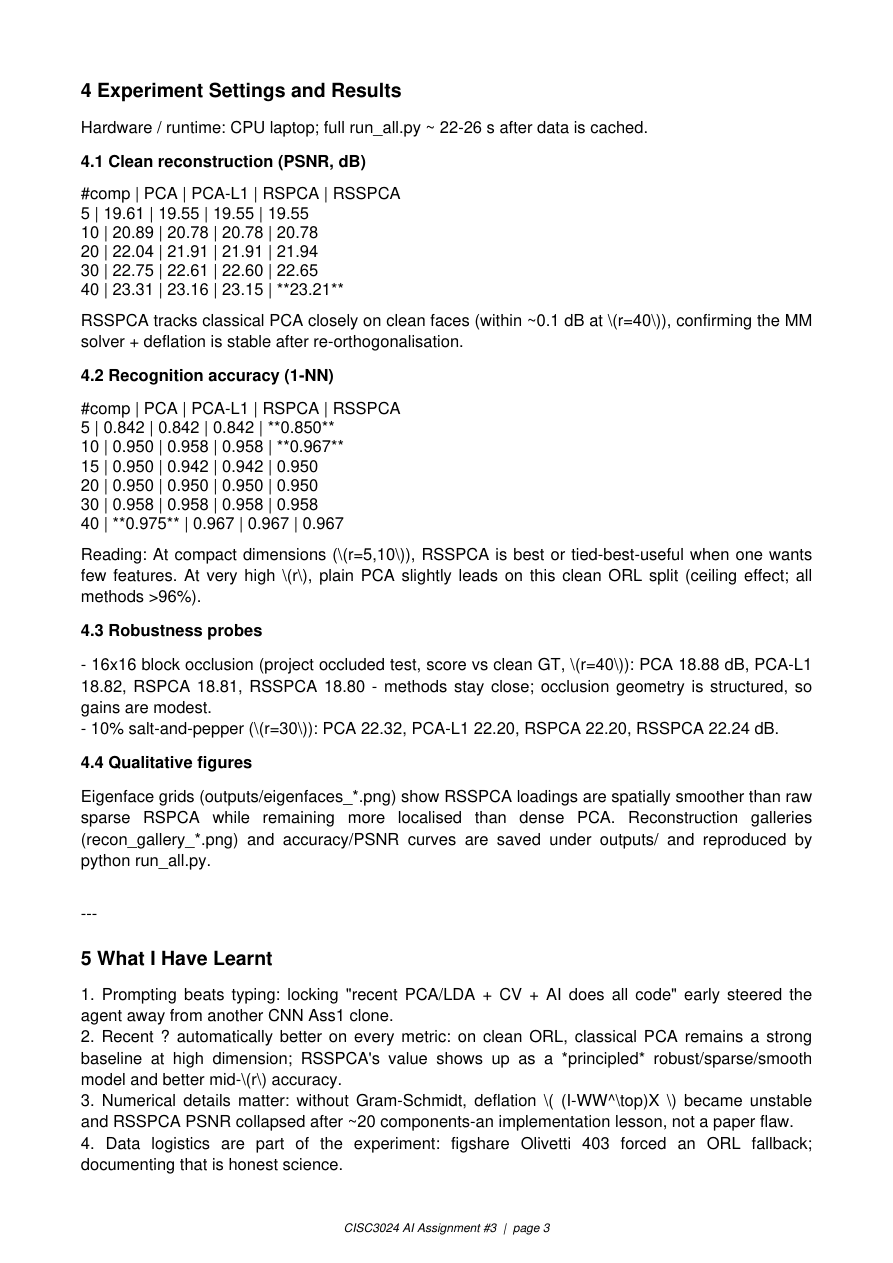 4 Experiment Settings and Results
Hardware / runtime: CPU laptop; full run_all.py ~ 22-26 s after data is cached.
4.1 Clean reconstruction (PSNR, dB)
#comp | PCA | PCA-L1 | RSPCA | RSSPCA
5 | 19.61 | 19.55 | 19.55 | 19.55
10 | 20.89 | 20.78 | 20.78 | 20.78
20 | 22.04 | 21.91 | 21.91 | 21.94
30 | 22.75 | 22.61 | 22.60 | 22.65
40 | 23.31 | 23.16 | 23.15 | **23.21**
RSSPCA tracks classical PCA closely on clean faces (within ~0.1 dB at \(r=40\)), confirming the MM
solver + deflation is stable after re-orthogonalisation.
4.2 Recognition accuracy (1-NN)
#comp | PCA | PCA-L1 | RSPCA | RSSPCA
5 | 0.842 | 0.842 | 0.842 | **0.850**
10 | 0.950 | 0.958 | 0.958 | **0.967**
15 | 0.950 | 0.942 | 0.942 | 0.950
20 | 0.950 | 0.950 | 0.950 | 0.950
30 | 0.958 | 0.958 | 0.958 | 0.958
40 | **0.975** | 0.967 | 0.967 | 0.967
Reading: At compact dimensions (\(r=5,10\)), RSSPCA is best or tied-best-useful when one wants
few features. At very high \(r\), plain PCA slightly leads on this clean ORL split (ceiling effect; all
methods >96%).
4.3 Robustness probes
- 16x16 block occlusion (project occluded test, score vs clean GT, \(r=40\)): PCA 18.88 dB, PCA-L1
18.82, RSPCA 18.81, RSSPCA 18.80 - methods stay close; occlusion geometry is structured, so
gains are modest.
- 10% salt-and-pepper (\(r=30\)): PCA 22.32, PCA-L1 22.20, RSPCA 22.20, RSSPCA 22.24 dB.
4.4 Qualitative figures
Eigenface grids (outputs/eigenfaces_*.png) show RSSPCA loadings are spatially smoother than raw
sparse RSPCA while remaining more localised than dense PCA. Reconstruction galleries
(recon_gallery_*.png) and accuracy/PSNR curves are saved under outputs/ and reproduced by
python run_all.py.
---
5 What I Have Learnt
1. Prompting beats typing: locking "recent PCA/LDA + CV + AI does all code" early steered the
agent away from another CNN Ass1 clone.
2. Recent ? automatically better on every metric: on clean ORL, classical PCA remains a strong
baseline at high dimension; RSSPCA's value shows up as a *principled* robust/sparse/smooth
model and better mid-\(r\) accuracy.
3. Numerical details matter: without Gram-Schmidt, deflation \( (I-WW^\top)X \) became unstable
and RSSPCA PSNR collapsed after ~20 components-an implementation lesson, not a paper flaw.
4. Data logistics are part of the experiment: figshare Olivetti 403 forced an ORL fallback;
documenting that is honest science.
CISC3024 AI Assignment #3 | page 3